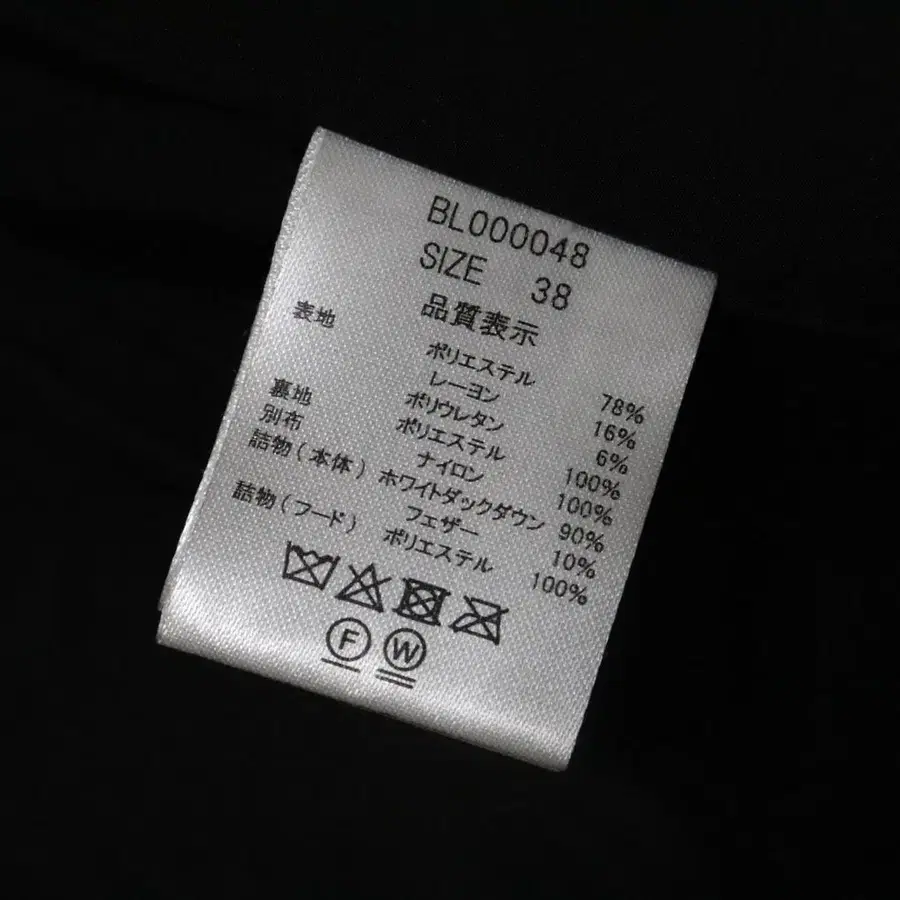 BL000048
SIZE 38
品質表示
表地 ポリエステル 78%
レーヨン 16%
ポリウレタン 6%
裏地 ポリエステル 100%
別布 ナイロン 100%
詰物(本体) ホワイトダックダウン 90%
フェザー 10%
詰物(フード) ポリエステル 100%
F W